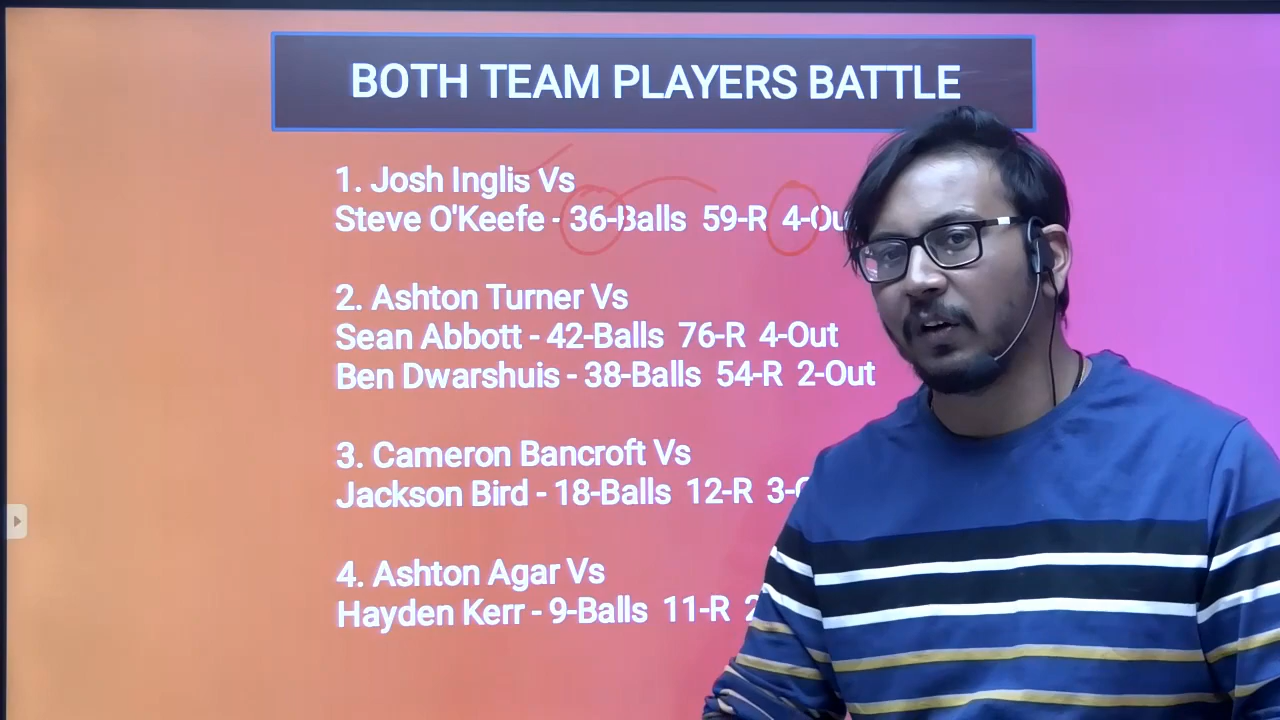 BOTH TEAM PLAYERS BATTLE
1. Josh Inglis Vs
Steve O'Keefe - 36-Balls 59-R 4-Out
2. Ashton Turner Vs
Sean Abbott - 42-Balls 76-R 4-Out
Ben Dwarshuis - 38-Balls 54-R 2-Out
3. Cameron Bancroft Vs
Jackson Bird - 18-Balls 12-R
4. Ashton Agar Vs
Hayden Kerr - 9-Balls 11-R